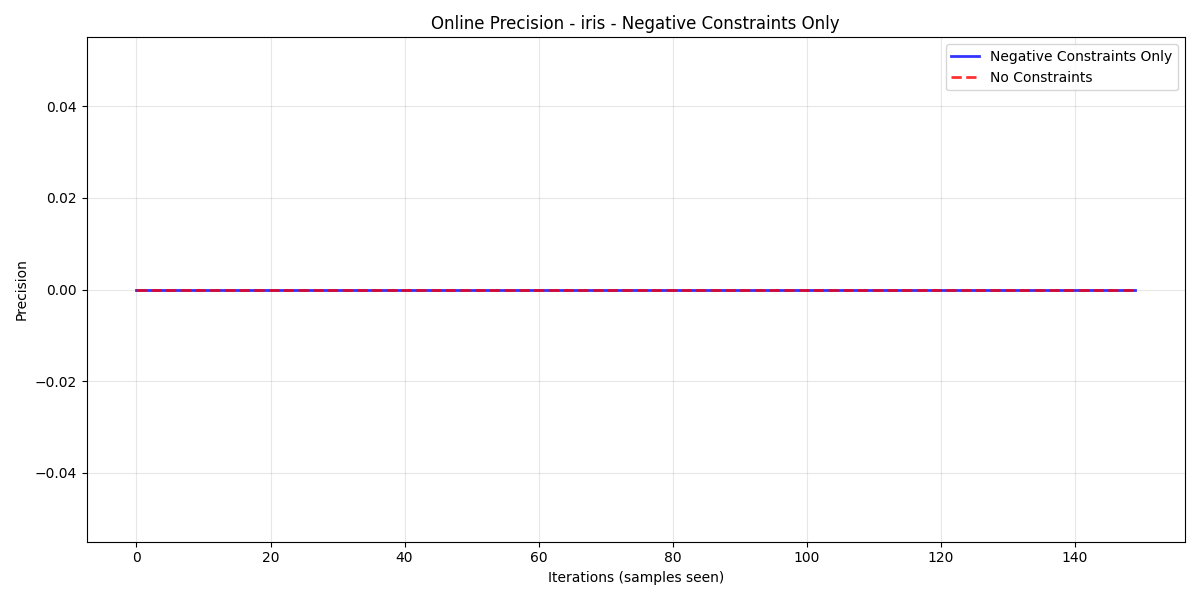 Online Precision - iris - Negative Constraints Only
Negative Constraints Only
No Constraints
Precision
0.04
0.02
0.00
−0.02
−0.04
0 20 40 60 80 100 120 140
Iterations (samples seen)